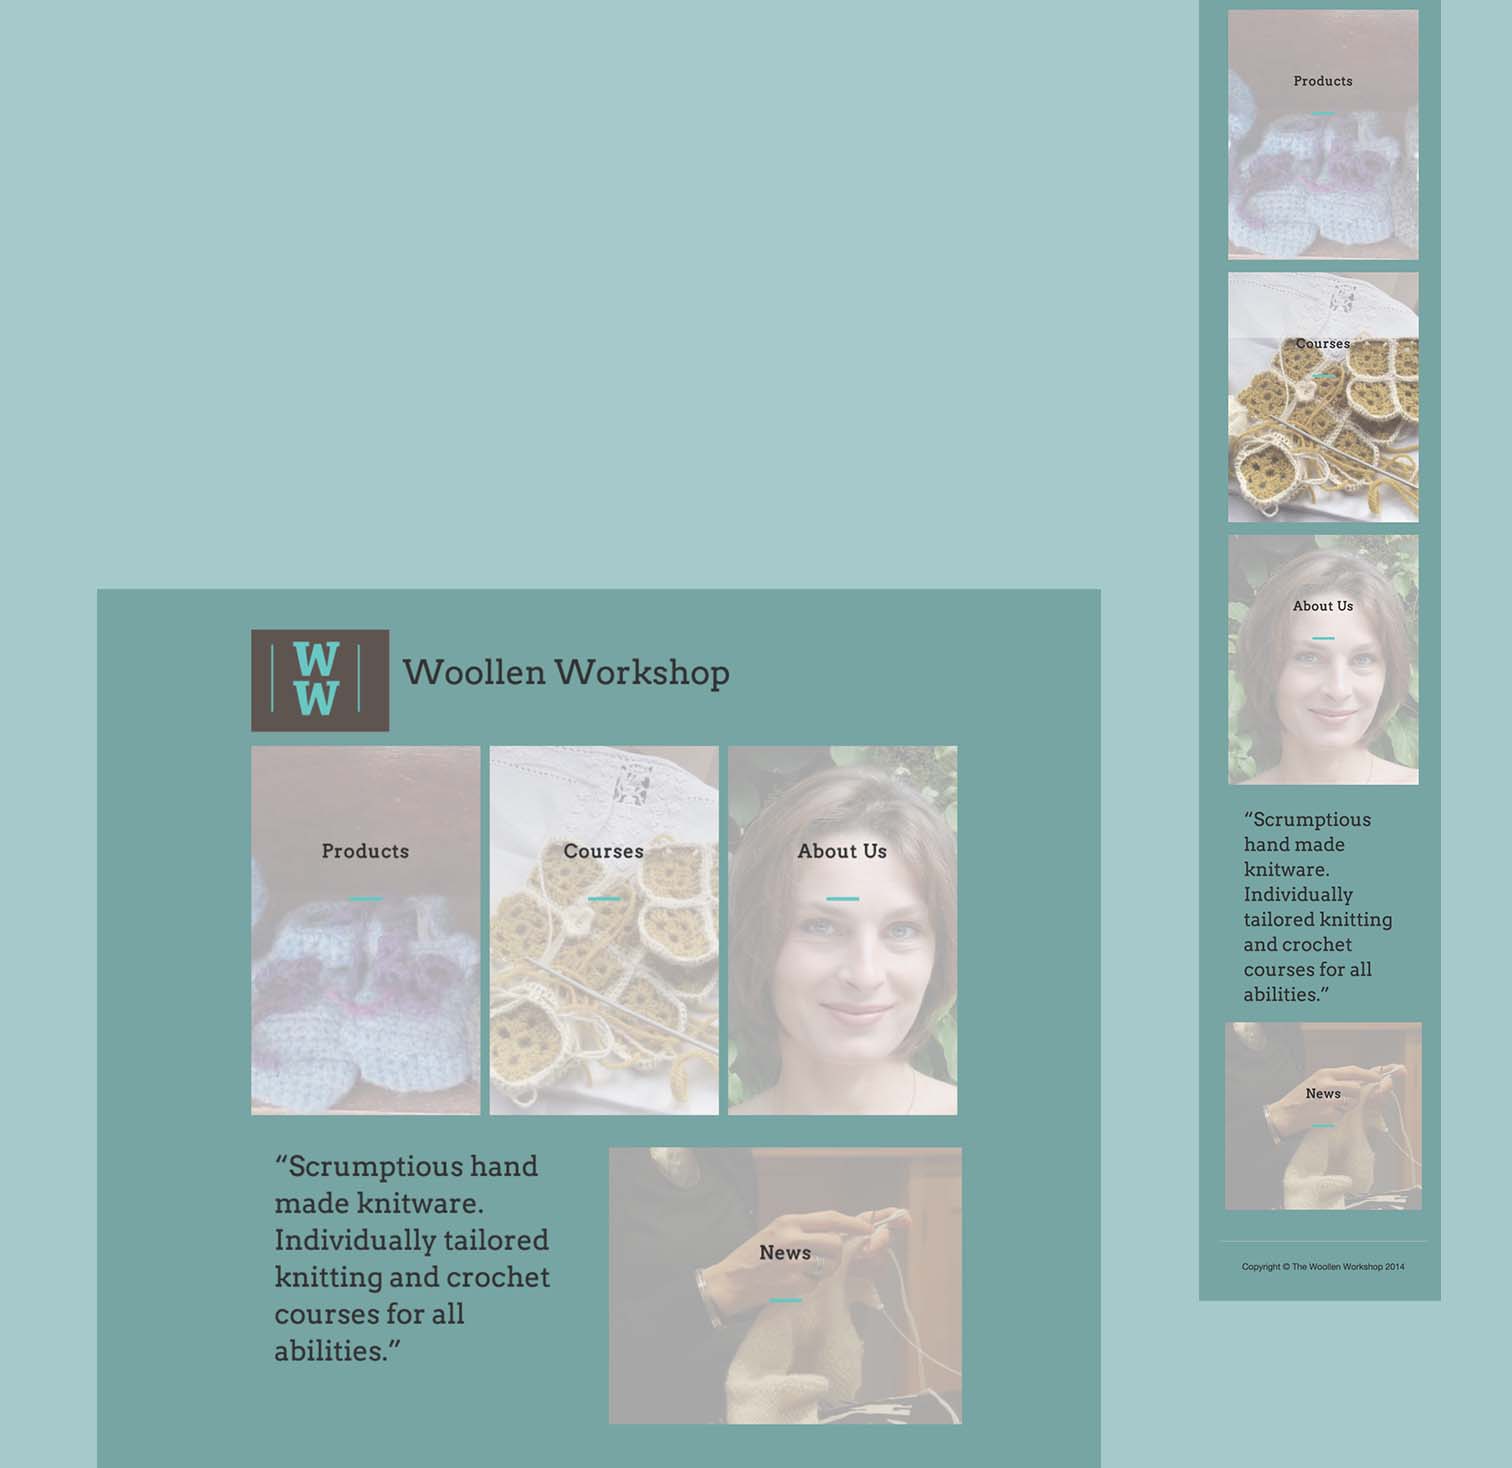 W
W
Woollen Workshop
Products
Courses
About Us
“Scrumptious hand
made knitware.
Individually tailored
knitting and crochet
courses for all
abilities.”
News
Products
Courses
About Us
“Scrumptious
hand made
knitware.
Individually
tailored knitting
and crochet
courses for all
abilities.”
News
Copyright © The Woollen Workshop 2014